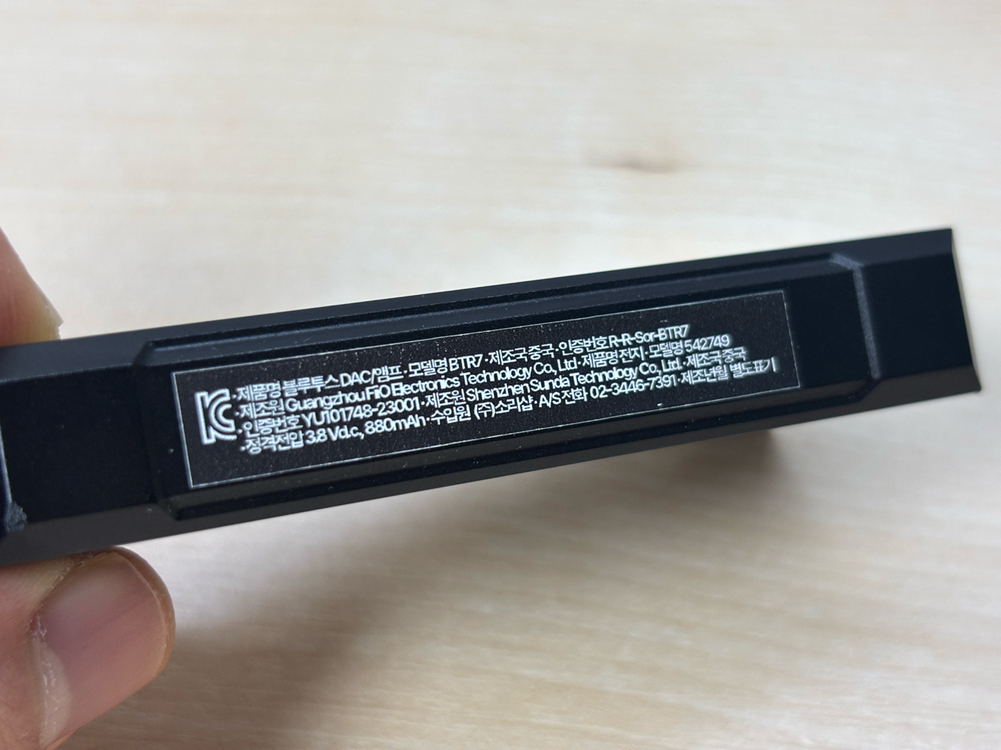 ·제품명 블루투스 DAC/앰프 · 모델명 BTR7 · 제조국 중국 · 인증번호 R-R-Sor-BTR7
·제조원 Guangzhou FiiO Electronics Technology Co., Ltd · 제품명 전지 · 모델명 542749
·인증번호 YU101748-23001 · 제조원 Shenzhen Sunda Technology Co., Ltd. · 제조국 중국
·정격전압 3.8 Vd.c, 880mAh · 수입원 (주)소리샵 · A/S 전화 02-3446-7391 · 제조년월 별도표기